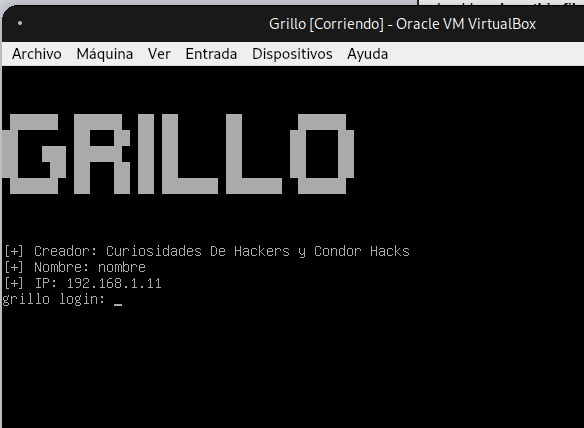 Grillo [Corriendo] - Oracle VM VirtualBox
Archivo Máquina Ver Entrada Dispositivos Ayuda
GRILLO
[+] Creador: Curiosidades De Hackers y Condor Hacks
[+] Nombre: nombre
[+] IP: 192.168.1.11
grillo login: _